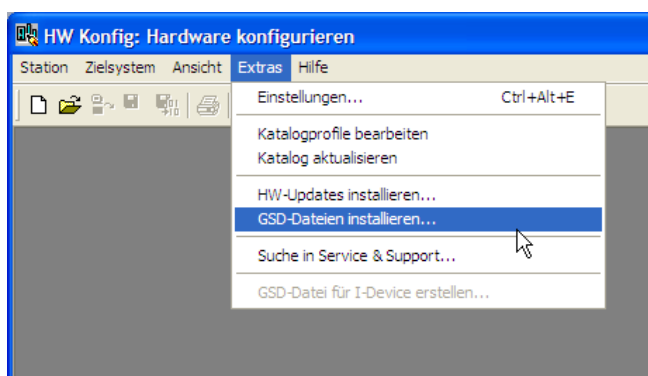 HW Konfig: Hardware konfigurieren
Station Zielsystem Ansicht Extras Hilfe
Einstellungen... Ctrl+Alt+E
Katalogprofile bearbeiten
Katalog aktualisieren
HW-Updates installieren...
GSD-Dateien installieren...
Suche in Service & Support...
GSD-Datei für I-Device erstellen...